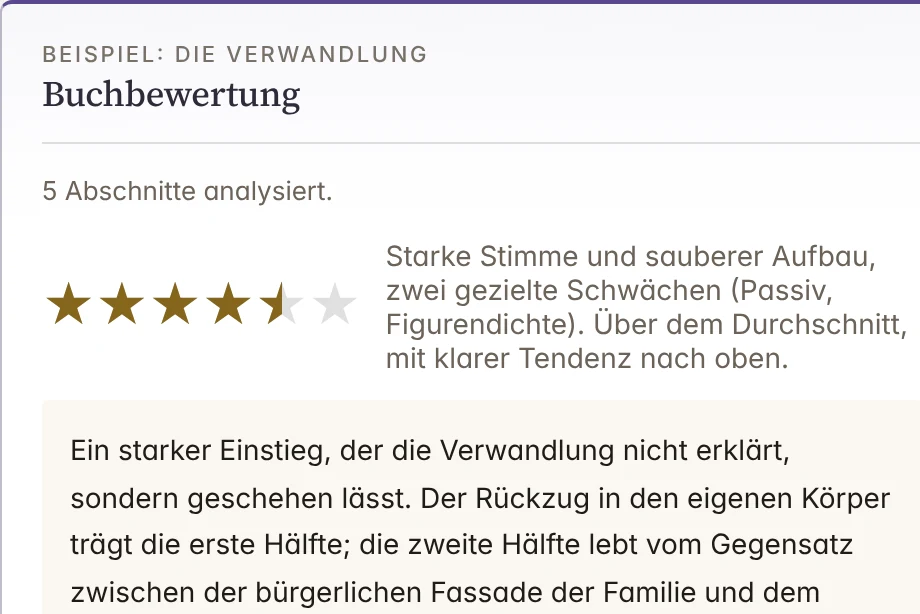 BEISPIEL: DIE VERWANDLUNG
Buchbewertung
5 Abschnitte analysiert.
Starke Stimme und sauberer Aufbau,
zwei gezielte Schwächen (Passiv,
Figurendichte). Über dem Durchschnitt,
mit klarer Tendenz nach oben.
Ein starker Einstieg, der die Verwandlung nicht erklärt,
sondern geschehen lässt. Der Rückzug in den eigenen Körper
trägt die erste Hälfte; die zweite Hälfte lebt vom Gegensatz
zwischen der bürgerlichen Fassade der Familie und dem